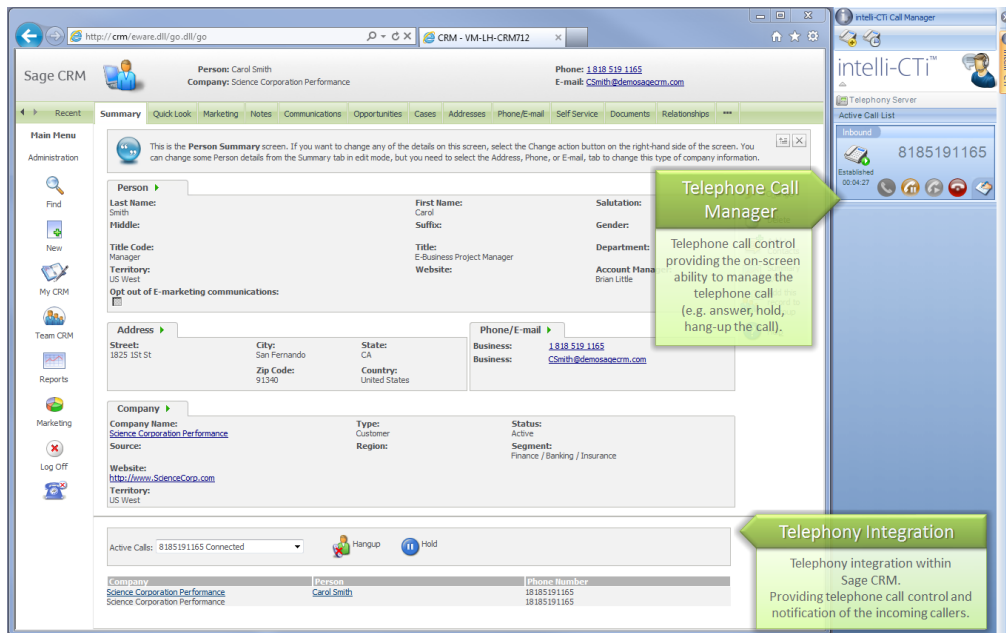 http://crm/eware.dll/go.dll/go
CRM - VM-LH-CRM712
Sage CRM
Person: Carol Smith
Company: Science Corporation Performance
Phone: 1 818 519 1165
E-mail: CSmith@demosagecrm.com
Recent
Summary Quick Look Marketing Notes Communications Opportunities Cases Addresses Phone/E-mail Self Service Documents Relationships
Main Menu
Administration
Find
New
My CRM
Team CRM
Reports
Marketing
Log Off
This is the Person Summary screen. If you want to change any of the details on this screen, select the Change action button on the right-hand side of the screen. You
can change some Person details from the Summary tab in edit mode, but you need to select the Address, Phone, or E-mail, tab to change this type of company information.
Person
Last Name: First Name: Salutation:
Smith Carol
Middle: Suffix: Gender:
Title Code: Title: Department:
Manager E-Business Project Manager
Territory: Website: Account Mana
US West Brian Little
Opt out of E-marketing communications:
Address
Street: City: State:
1825 1St St San Fernando CA
Zip Code: Country:
91340 United States
Phone/E-mail
Business: 1 818 519 1165
Business: CSmith@demosagecrm.com
Company
Company Name: Type: Status:
Science Corporation Performance Customer Active
Source: Region: Segment:
Finance / Banking / Insurance
Website:
http://www.ScienceCorp.com
Territory:
US West
Active Calls: 8185191165 Connected Hangup Hold
Company Person Phone Number
Science Corporation Performance Carol Smith 18185191165
Science Corporation Performance 18185191165
intelli-CTi Call Manager
intelli-CTi™
Telephony Server
Active Call List
Inbound
8185191165
Established
00:04:27
Telephone Call
Manager
Telephone call control
providing the on-screen
ability to manage the
telephone call
(e.g. answer, hold,
hang-up the call).
Telephony Integration
Telephony integration within
Sage CRM.
Providing telephone call control and
notification of the incoming callers.